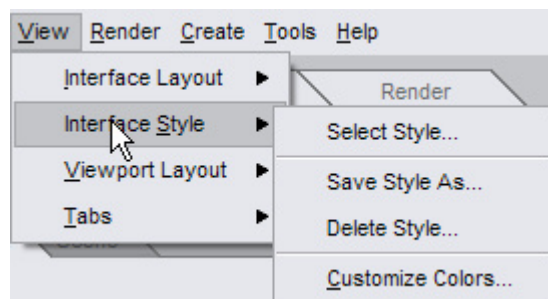 View Render Create Tools Help
Interface Layout
Render
Interface Style
Select Style...
Viewport Layout
Save Style As...
Tabs
Delete Style...
Customize Colors...